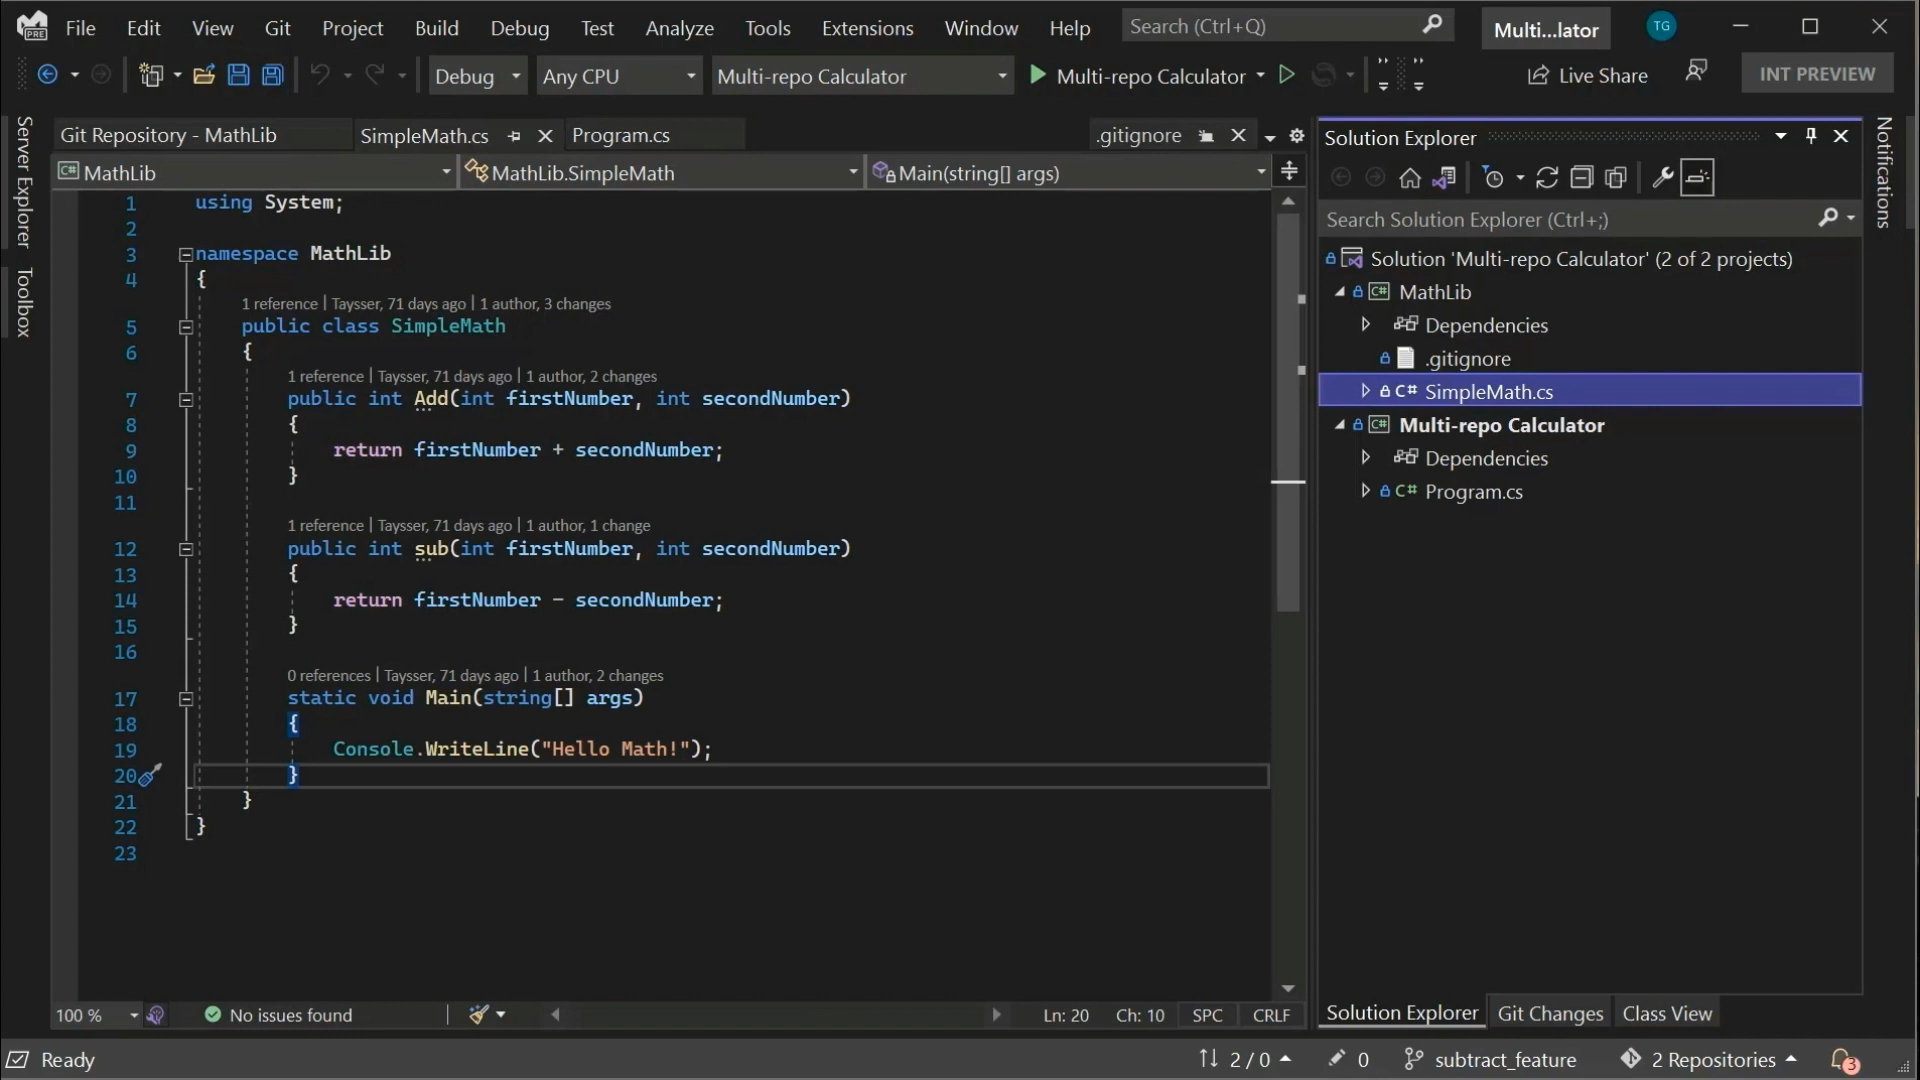 File Edit View Git Project Build Debug Test Analyze Tools Extensions Window Help Search (Ctrl+Q) Multi...lator TG
PRE
Debug Any CPU Multi-repo Calculator Multi-repo Calculator Live Share INT PREVIEW
Server Explorer
Toolbox
Git Repository - MathLib SimpleMath.cs Program.cs .gitignore
C# MathLib MathLib.SimpleMath Main(string[] args)
1 using System;
2
3 namespace MathLib
4 {
1 reference | Taysser, 71 days ago | 1 author, 3 changes
5 public class SimpleMath
6 {
1 reference | Taysser, 71 days ago | 1 author, 2 changes
7 public int Add(int firstNumber, int secondNumber)
8 {
9 return firstNumber + secondNumber;
10 }
11
1 reference | Taysser, 71 days ago | 1 author, 1 change
12 public int sub(int firstNumber, int secondNumber)
13 {
14 return firstNumber - secondNumber;
15 }
16
0 references | Taysser, 71 days ago | 1 author, 2 changes
17 static void Main(string[] args)
18 {
19 Console.WriteLine("Hello Math!");
20 }
21 }
22 }
23
100 % No issues found Ln: 20 Ch: 10 SPC CRLF
Solution Explorer
Search Solution Explorer (Ctrl+;)
Solution 'Multi-repo Calculator' (2 of 2 projects)
C# MathLib
Dependencies
.gitignore
C# SimpleMath.cs
C# Multi-repo Calculator
Dependencies
C# Program.cs
Solution Explorer Git Changes Class View
Notifications
Ready 2 / 0 0 subtract_feature 2 Repositories 3